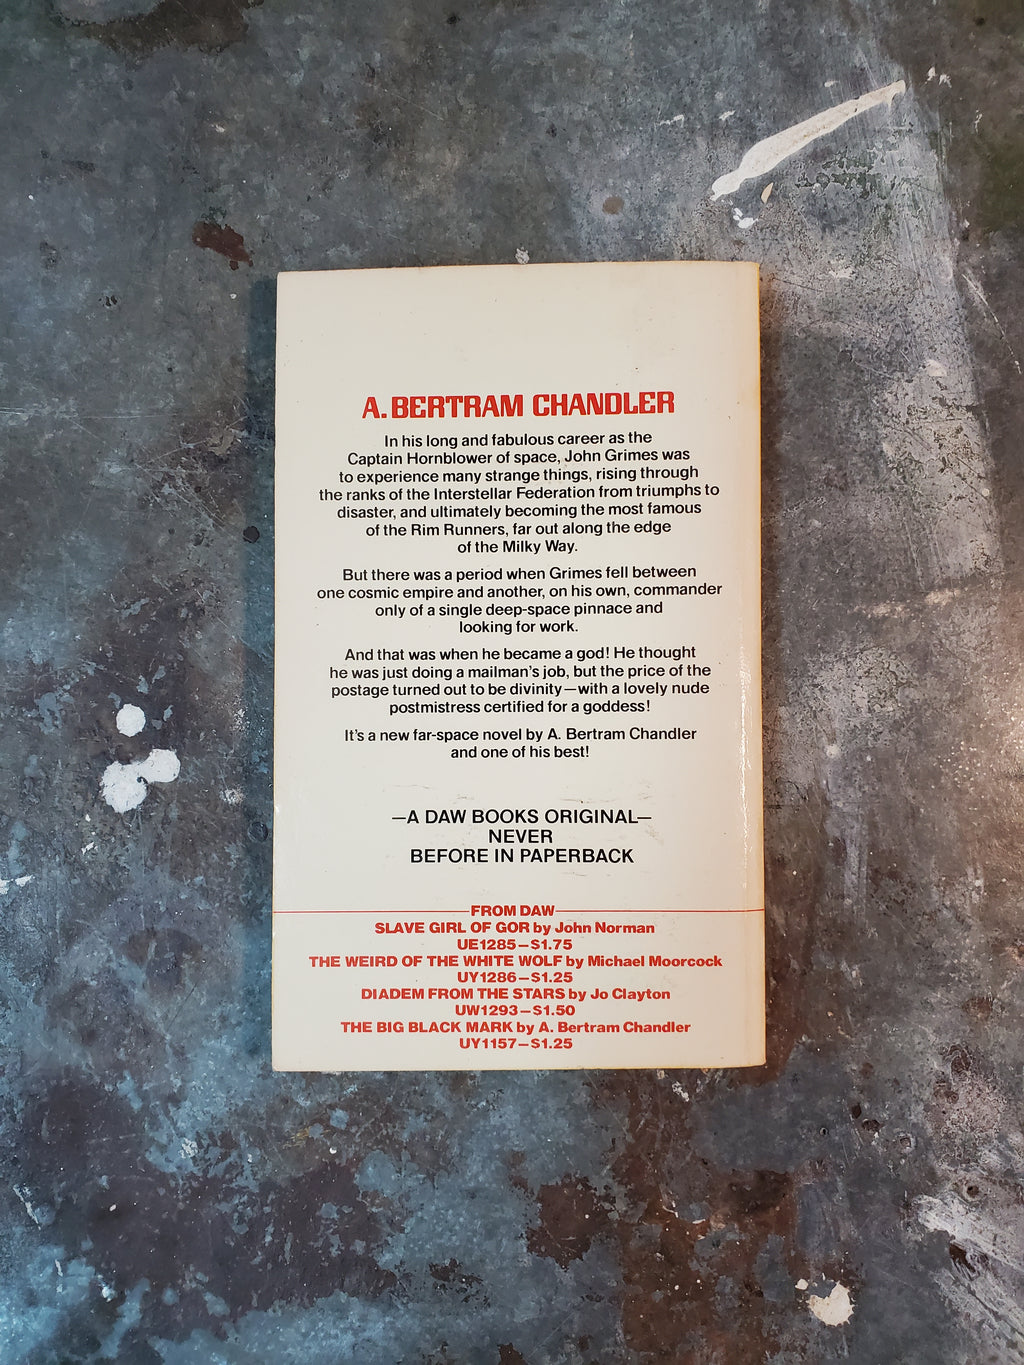 A. BERTRAM CHANDLER
In his long and fabulous career as the
Captain Hornblower of space, John Grimes was
to experience many strange things, rising through
the ranks of the Interstellar Federation from triumphs to
disaster, and ultimately becoming the most famous
of the Rim Runners, far out along the edge
of the Milky Way.
But there was a period when Grimes fell between
one cosmic empire and another, on his own, commander
only of a single deep-space pinnace and
looking for work.
And that was when he became a god! He thought
he was just doing a mailman's job, but the price of the
postage turned out to be divinity—with a lovely nude
postmistress certified for a goddess!
It's a new far-space novel by A. Bertram Chandler
and one of his best!
—A DAW BOOKS ORIGINAL—
NEVER
BEFORE IN PAPERBACK
FROM DAW
SLAVE GIRL OF GOR by John Norman
UE1285—$1.75
THE WEIRD OF THE WHITE WOLF by Michael Moorcock
UY1286—$1.25
DIADEM FROM THE STARS by Jo Clayton
UW1293—$1.50
THE BIG BLACK MARK by A. Bertram Chandler
UY1157—$1.25